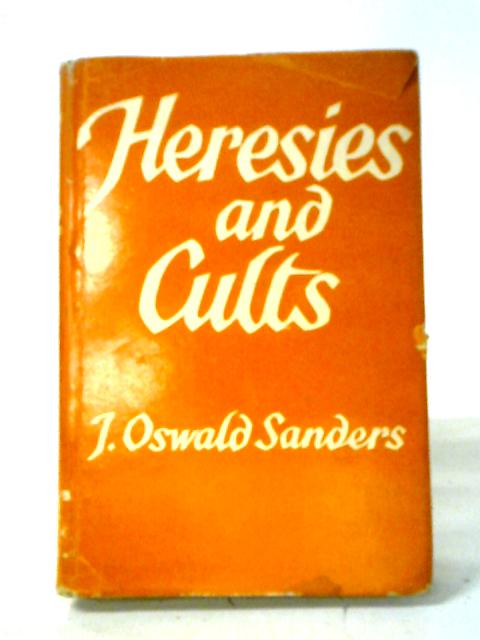 Heresies
and
Cults
J. Oswald Sanders